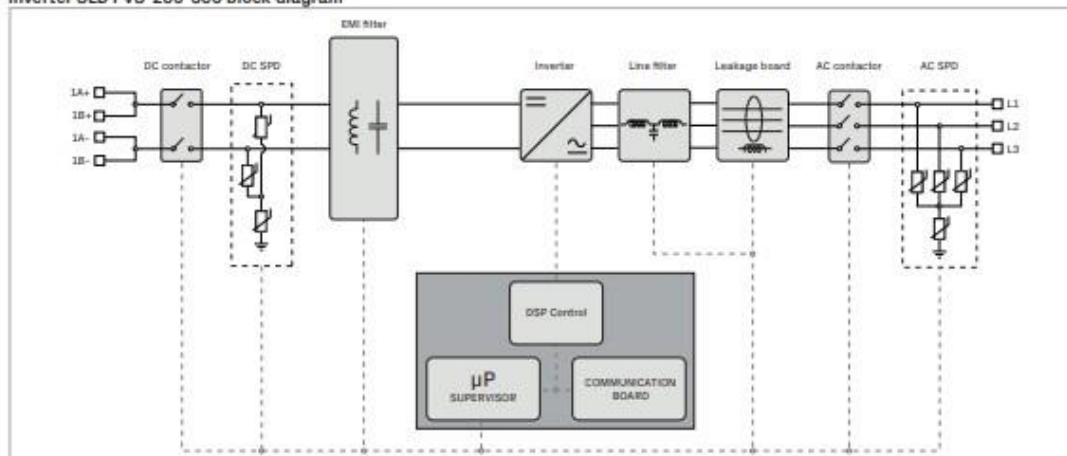 EMI filter
DC contactor
DC SPD
Inverter
Line filter
Leakage board
AC contactor
AC SPD
1A+
1B+
1A-
1B-
L1
L2
L3
DSP Control
µP
SUPERVISOR
COMMUNICATION
BOARD